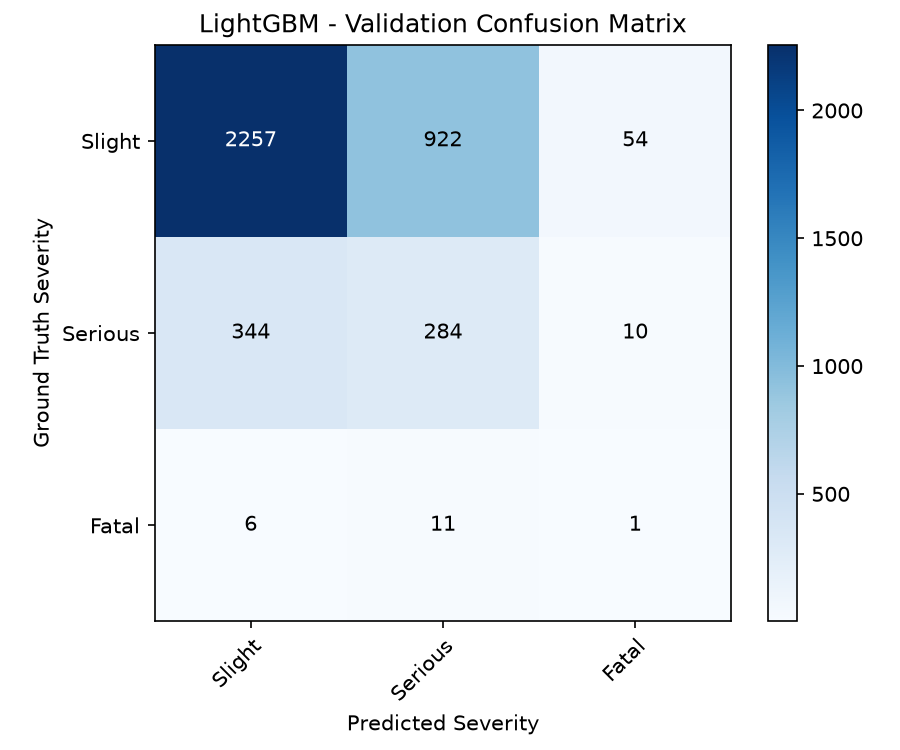 LightGBM - Validation Confusion Matrix
Ground Truth Severity
Slight
2257 922 54
Serious
344 284 10
Fatal
6 11 1
Slight Serious Fatal
Predicted Severity
2000
1500
1000
500